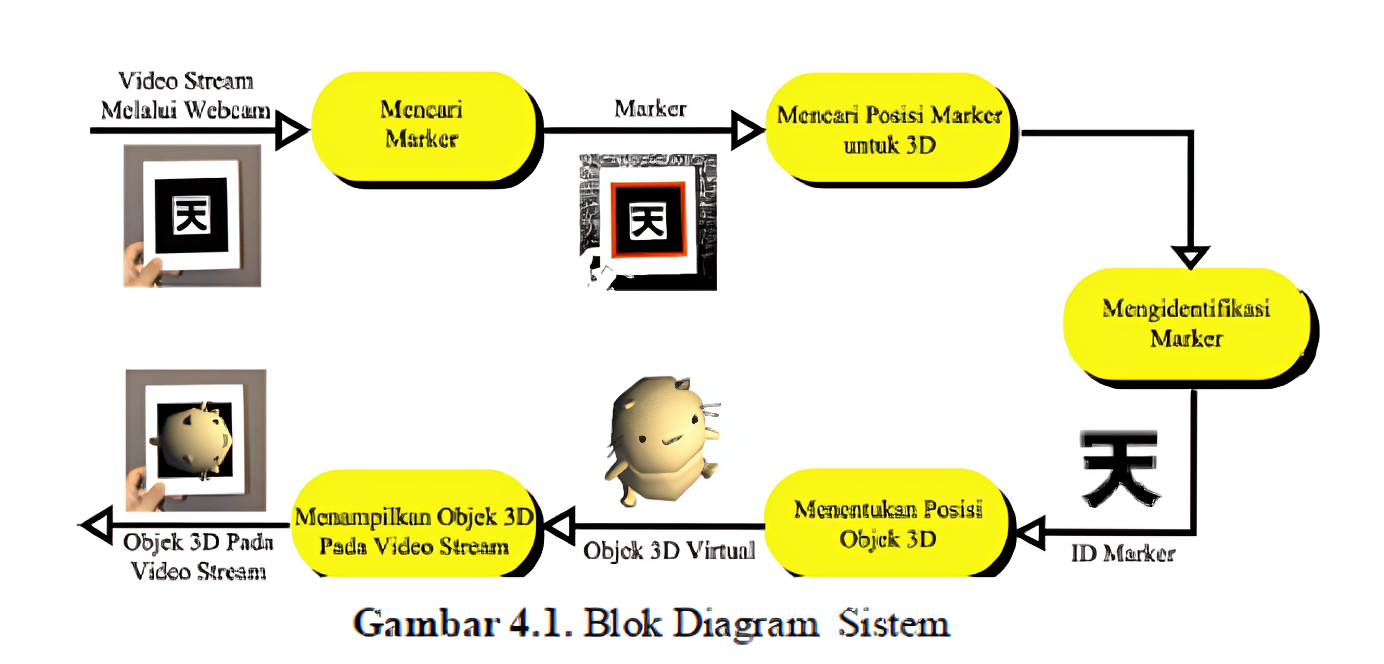 Video Stream
Melalui Webcam
Mencari
Marker
Marker
Mencari Posisi Marker
untuk 3D
天
天
Mengidentifikasi
Marker
天
ID Marker
Menentukan Posisi
Objek 3D
Objek 3D Virtual
Menampilkan Objek 3D
Pada Video Stream
Objek 3D Pada
Video Stream
Gambar 4.1. Blok Diagram Sistem